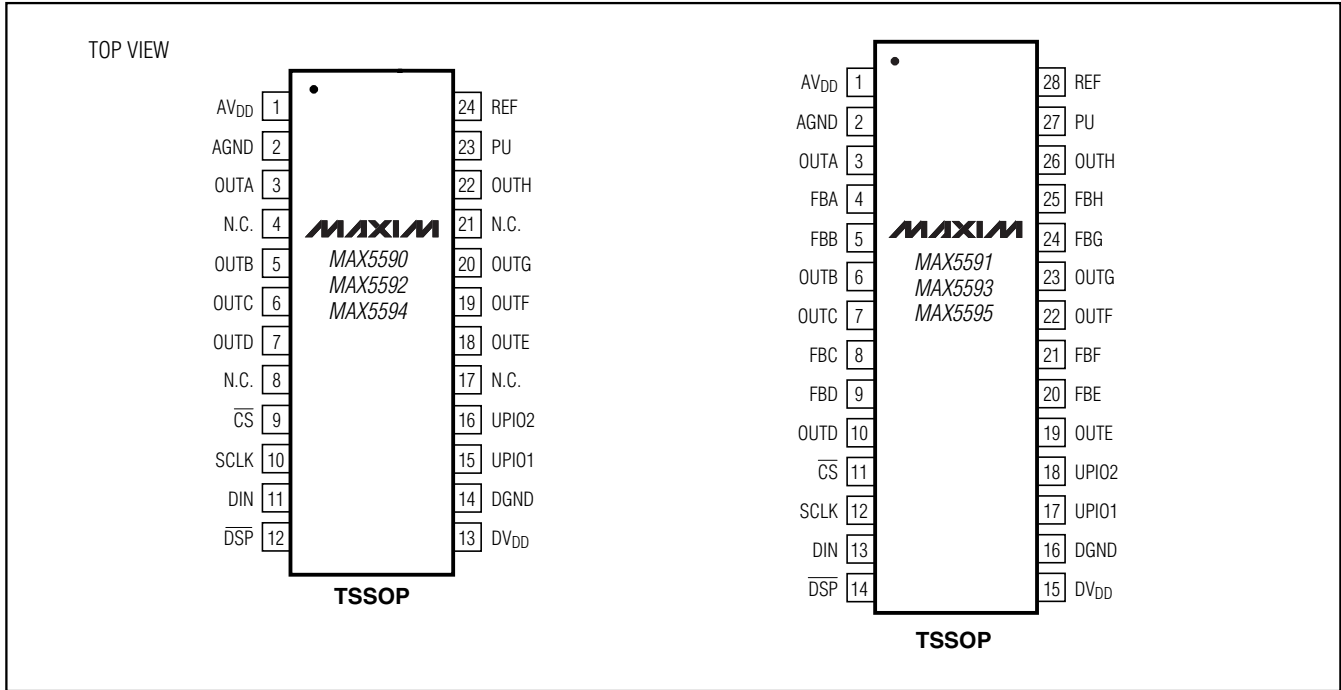 TOP VIEW
AVDD 1
AGND 2
OUTA 3
N.C. 4
OUTB 5
OUTC 6
OUTD 7
N.C. 8
C̅S̅ 9
SCLK 10
DIN 11
D̅S̅P̅ 12
MAXIM
MAX5590
MAX5592
MAX5594
24 REF
23 PU
22 OUTH
21 N.C.
20 OUTG
19 OUTF
18 OUTE
17 N.C.
16 UPIO2
15 UPIO1
14 DGND
13 DVDD
TSSOP
AVDD 1
AGND 2
OUTA 3
FBA 4
FBB 5
OUTB 6
OUTC 7
FBC 8
FBD 9
OUTD 10
C̅S̅ 11
SCLK 12
DIN 13
D̅S̅P̅ 14
MAXIM
MAX5591
MAX5593
MAX5595
28 REF
27 PU
26 OUTH
25 FBH
24 FBG
23 OUTG
22 OUTF
21 FBF
20 FBE
19 OUTE
18 UPIO2
17 UPIO1
16 DGND
15 DVDD
TSSOP